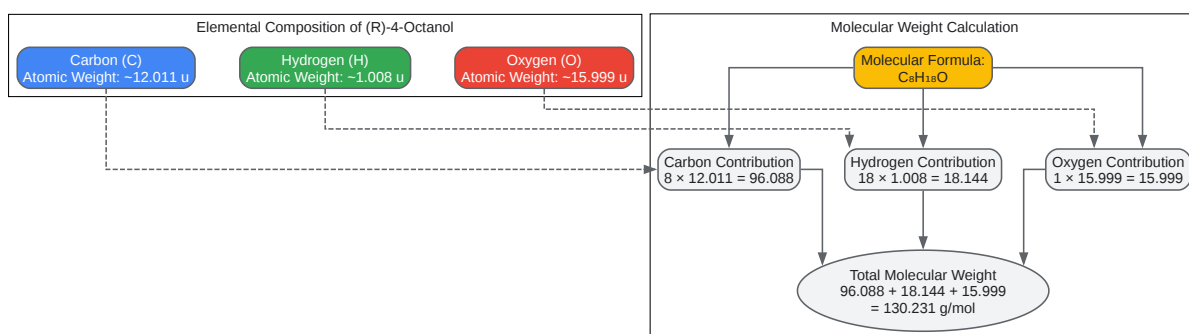 Elemental Composition of (R)-4-Octanol
Carbon (C)
Atomic Weight: ~12.011 u
Hydrogen (H)
Atomic Weight: ~1.008 u
Oxygen (O)
Atomic Weight: ~15.999 u
Molecular Weight Calculation
Molecular Formula:
C₈H₁₈O
Carbon Contribution
8 × 12.011 = 96.088
Hydrogen Contribution
18 × 1.008 = 18.144
Oxygen Contribution
1 × 15.999 = 15.999
Total Molecular Weight
96.088 + 18.144 + 15.999
= 130.231 g/mol